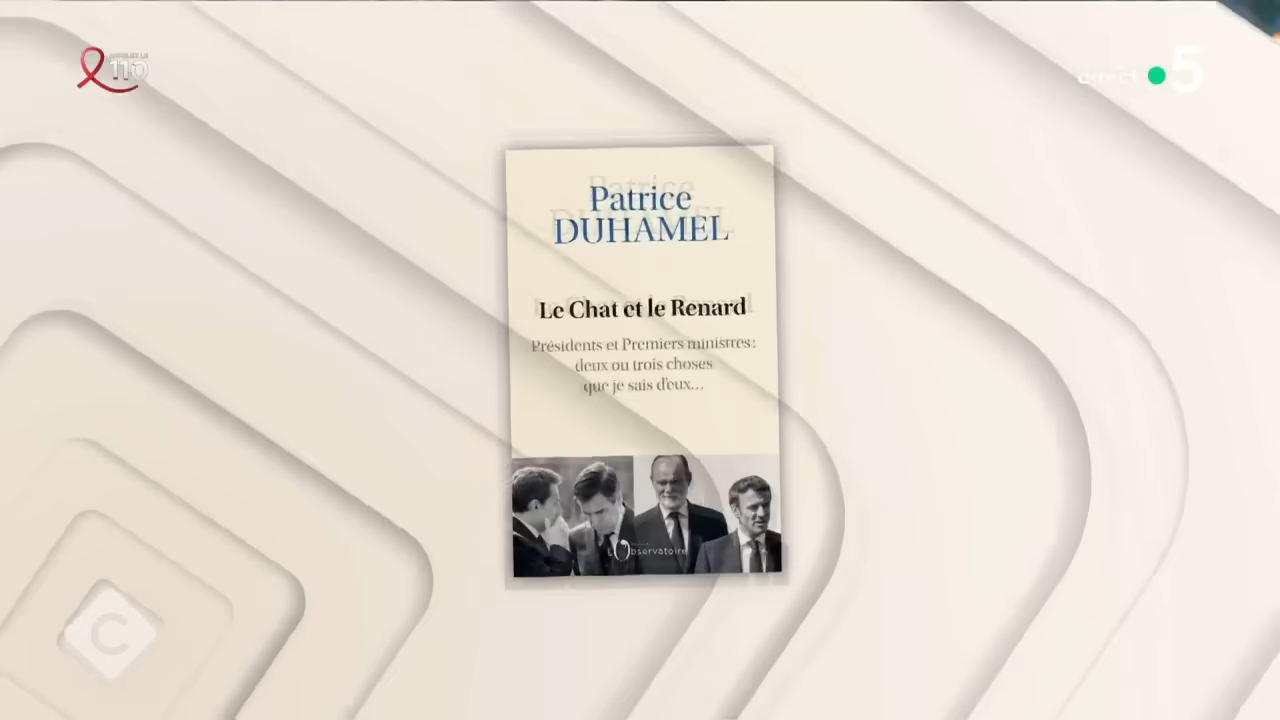 110
direct
5
Patrice
DUHAMEL
Le Chat et le Renard
Présidents et Premiers ministres :
deux ou trois choses
que je sais d'eux…
L'Observatoire
C